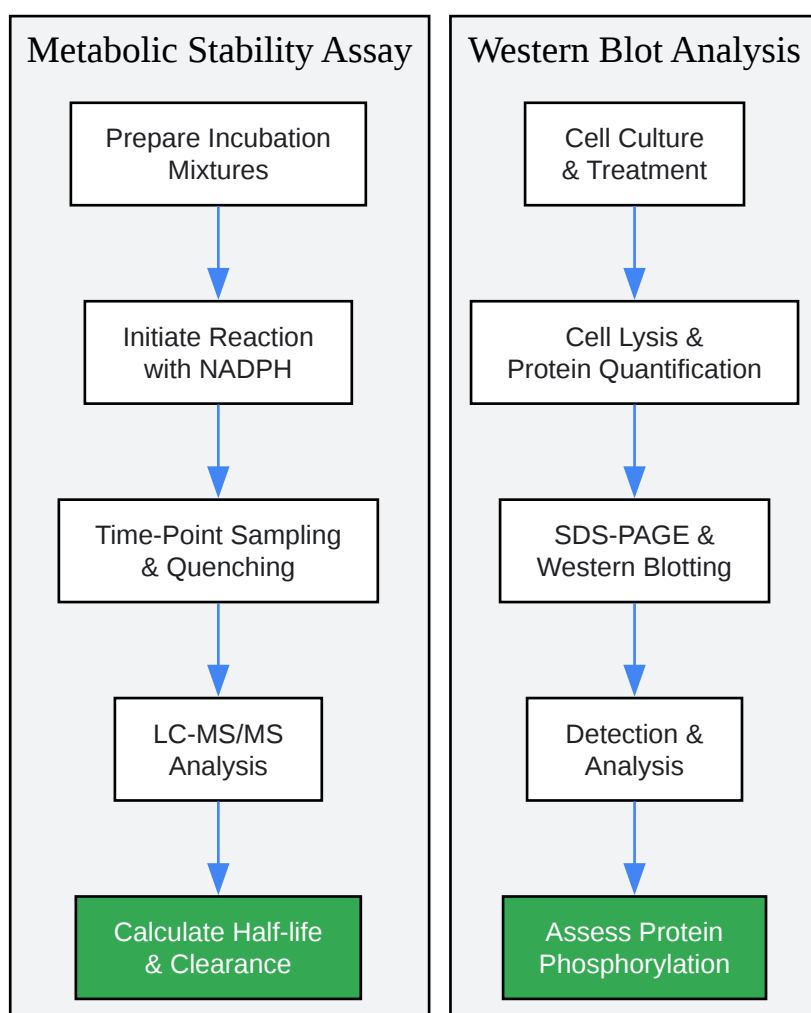 Metabolic Stability Assay
Prepare Incubation
Mixtures
Initiate Reaction
with NADPH
Time-Point Sampling
& Quenching
LC-MS/MS
Analysis
Calculate Half-life
& Clearance
Western Blot Analysis
Cell Culture
& Treatment
Cell Lysis &
Protein Quantification
SDS-PAGE &
Western Blotting
Detection &
Analysis
Assess Protein
Phosphorylation